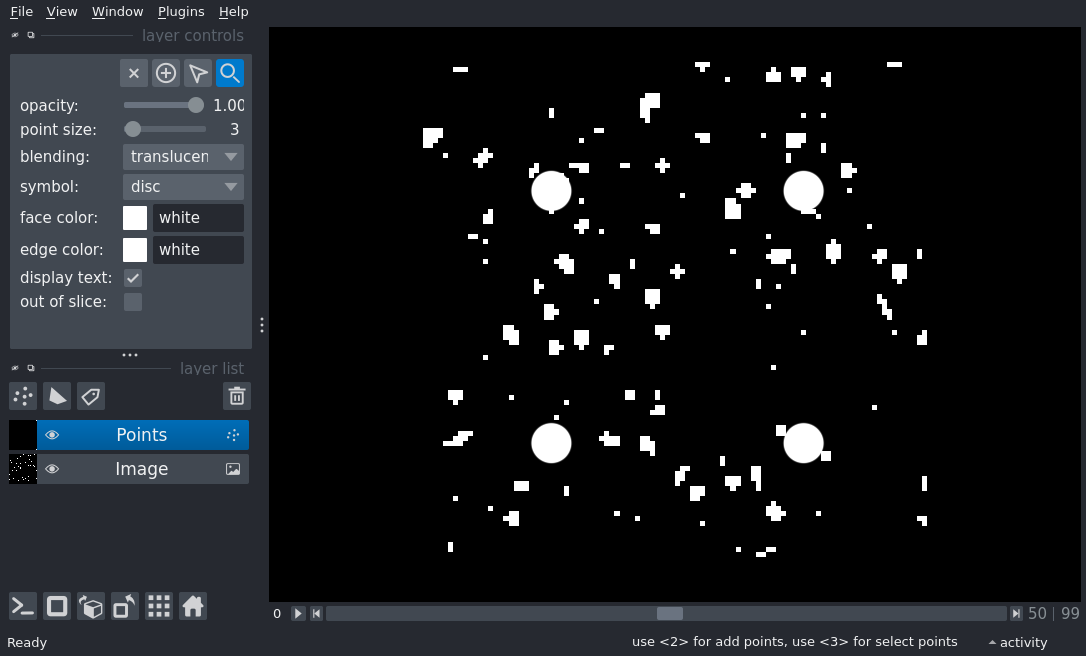 File View Window Plugins Help
layer controls
opacity: 1.00
point size: 3
blending: translucen
symbol: disc
face color: white
edge color: white
display text:
out of slice:
layer list
Points
Image
0 50 99
Ready use <2> for add points, use <3> for select points activity